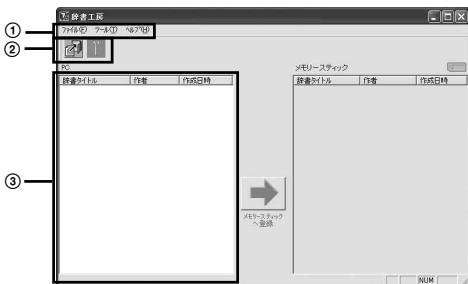 辞書工房
①
ファイル(F) ツール(T) ヘルプ(H)
②
PC
メモリースティック
辞書タイトル 作者 作成日時
辞書タイトル 作者 作成日時
③
メモリースティック
へ登録
NUM